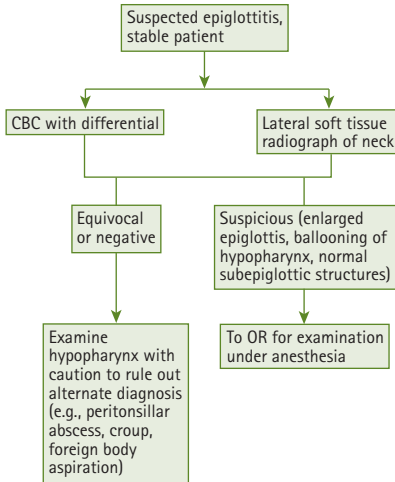 Suspected epiglottitis,
stable patient
CBC with differential
Lateral soft tissue
radiograph of neck
Equivocal
or negative
Suspicious (enlarged
epiglottis, ballooning of
hypopharynx, normal
subepiglottic structures)
Examine
hypopharynx with
caution to rule out
alternate diagnosis
(e.g., peritonsillar
abscess, croup,
foreign body
aspiration)
To OR for examination
under anesthesia